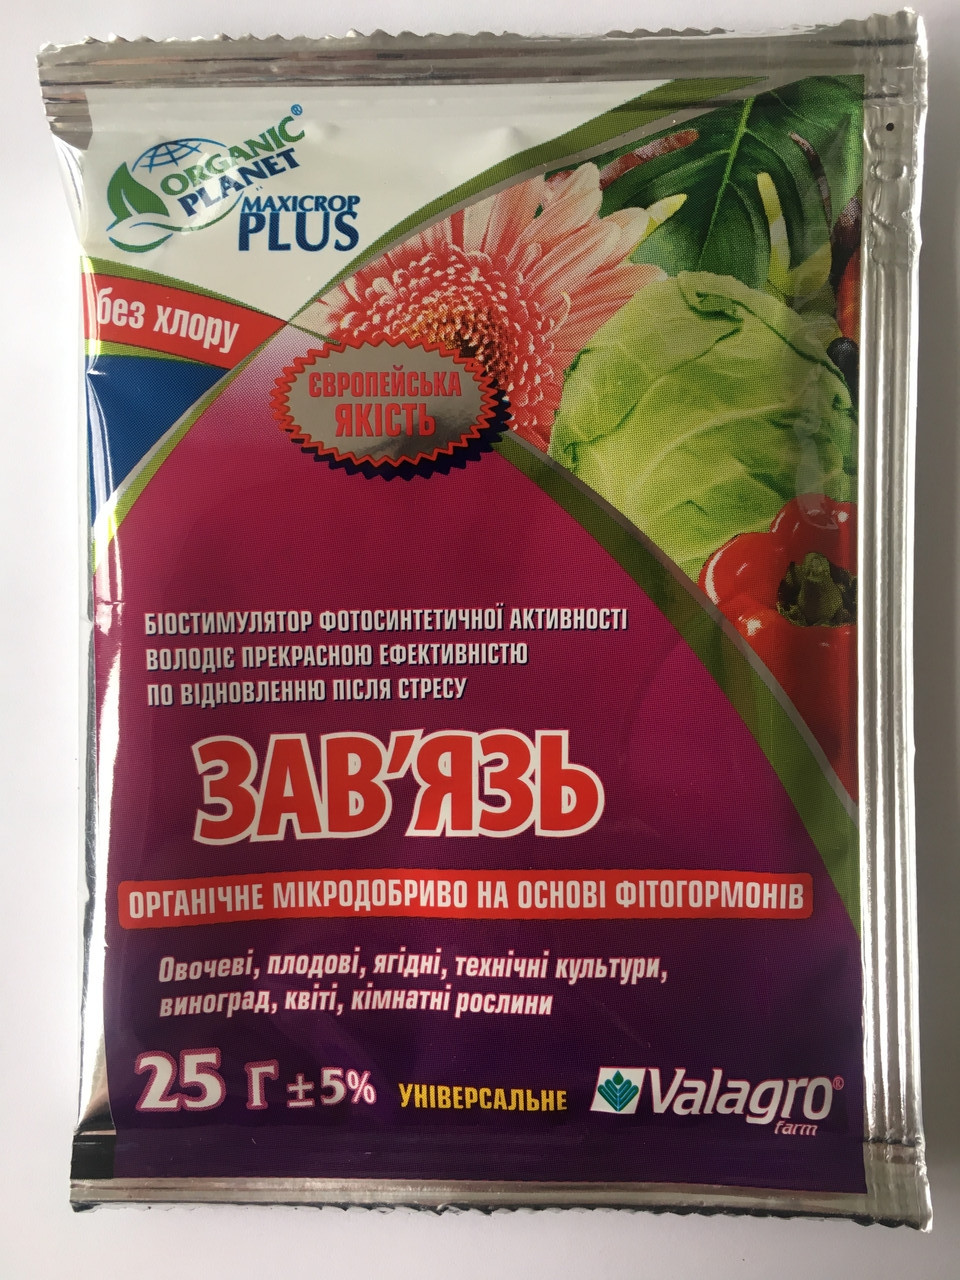 ORGANIC®
PLANET
MAXICROP
PLUS
без хлору
ЄВРОПЕЙСЬКА
ЯКІСТЬ
БІОСТИМУЛЯТОР ФОТОСИНТЕТИЧНОЇ АКТИВНОСТІ
ВОЛОДІЄ ПРЕКРАСНОЮ ЕФЕКТИВНІСТЮ
ПО ВІДНОВЛЕННЮ ПІСЛЯ СТРЕСУ
ЗАВ’ЯЗЬ
ОРГАНІЧНЕ МІКРОДОБРИВО НА ОСНОВІ ФІТОГОРМОНІВ
Овочеві, плодові, ягідні, технічні культури,
виноград, квіті, кімнатні рослини
25 Г ±5% УНІВЕРСАЛЬНЕ Valagro®
farm